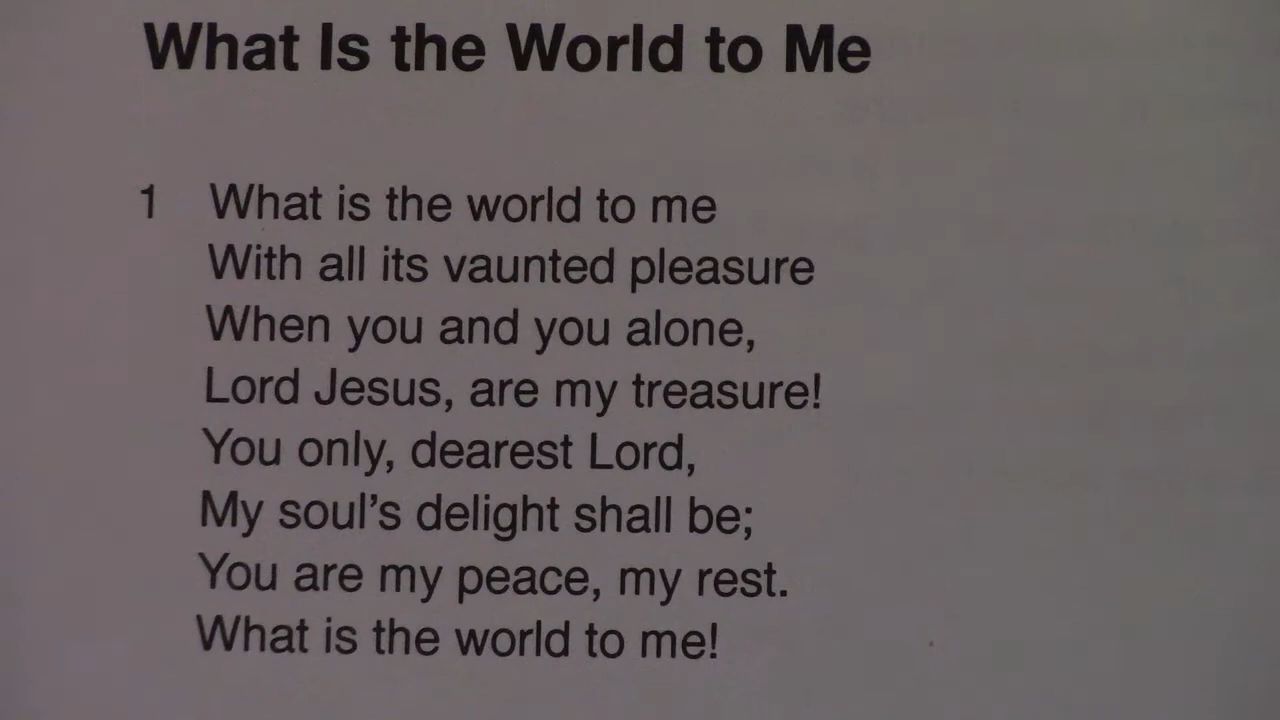 What Is the World to Me
1 What is the world to me
With all its vaunted pleasure
When you and you alone,
Lord Jesus, are my treasure!
You only, dearest Lord,
My soul's delight shall be;
You are my peace, my rest.
What is the world to me!